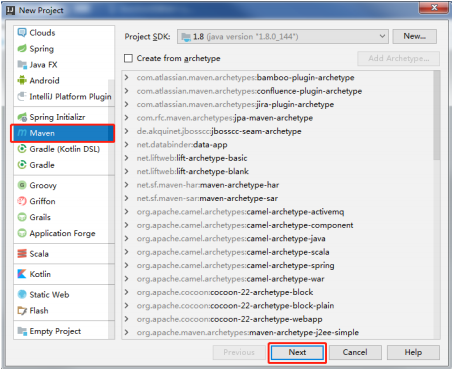 New Project
Clouds
Spring
Java FX
Android
IntelliJ Platform Plugin
Spring Initializr
Maven
Gradle (Kotlin DSL)
Gradle
Groovy
Griffon
Grails
Application Forge
Scala
Kotlin
Static Web
Flash
Empty Project
Project SDK: 1.8 (java version "1.8.0_144") New...
Create from archetype Add Archetype...
com.atlassian.maven.archetypes:bamboo-plugin-archetype
com.atlassian.maven.archetypes:confluence-plugin-archetype
com.atlassian.maven.archetypes:jira-plugin-archetype
com.rfc.maven.archetypes:jpa-maven-archetype
de.akquinet.jbosscc:jbosscc-seam-archetype
net.databinder:data-app
net.liftweb:lift-archetype-basic
net.liftweb:lift-archetype-blank
net.sf.maven-har:maven-archetype-har
net.sf.maven-sar:maven-archetype-sar
org.apache.camel.archetypes:camel-archetype-activemq
org.apache.camel.archetypes:camel-archetype-component
org.apache.camel.archetypes:camel-archetype-java
org.apache.camel.archetypes:camel-archetype-scala
org.apache.camel.archetypes:camel-archetype-spring
org.apache.camel.archetypes:camel-archetype-war
org.apache.cocoon:cocoon-22-archetype-block
org.apache.cocoon:cocoon-22-archetype-block-plain
org.apache.cocoon:cocoon-22-archetype-webapp
org.apache.maven.archetypes:maven-archetype-j2ee-simple
Previous Next Cancel Help